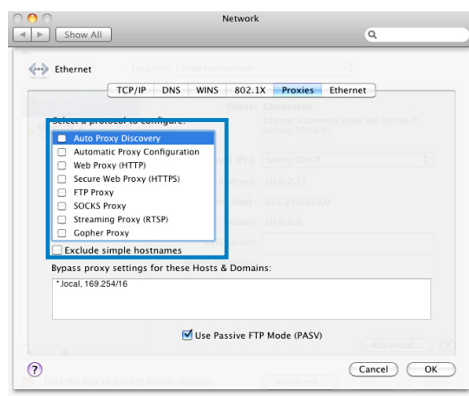 Network
Show All
Ethernet
TCP/IP DNS WINS 802.1X Proxies Ethernet
Select a protocol to configure:
Auto Proxy Discovery
Automatic Proxy Configuration
Web Proxy (HTTP)
Secure Web Proxy (HTTPS)
FTP Proxy
SOCKS Proxy
Streaming Proxy (RTSP)
Gopher Proxy
Exclude simple hostnames
Bypass proxy settings for these Hosts & Domains:
*.local, 169.254/16
Use Passive FTP Mode (PASV)
? Cancel OK